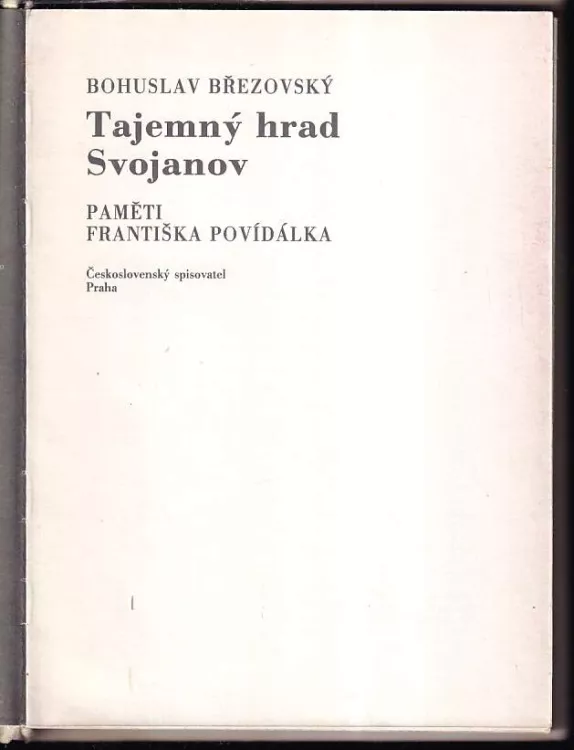 BOHUSLAV BŘEZOVSKÝ
Tajemný hrad
Svojanov
PAMĚTI
FRANTIŠKA POVÍDÁLKA
Československý spisovatel
Praha